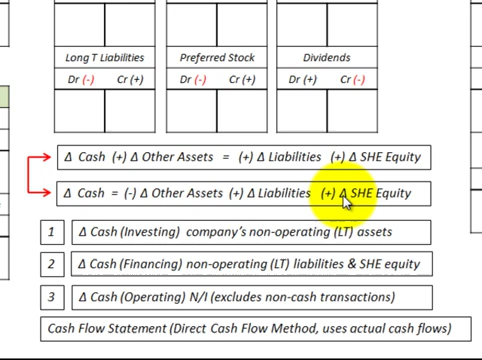 Long T Liabilities Preferred Stock Dividends
Dr (-) Cr (+) Dr (-) Cr (+) Dr (+) Cr (-)
Δ Cash (+) Δ Other Assets = (+) Δ Liabilities (+) Δ SHE Equity
Δ Cash = (-) Δ Other Assets (+) Δ Liabilities (+) Δ SHE Equity
1 Δ Cash (Investing) company's non-operating (LT) assets
2 Δ Cash (Financing) non-operating (LT) liabilities & SHE equity
3 Δ Cash (Operating) N/I (excludes non-cash transactions)
Cash Flow Statement (Direct Cash Flow Method, uses actual cash flows)